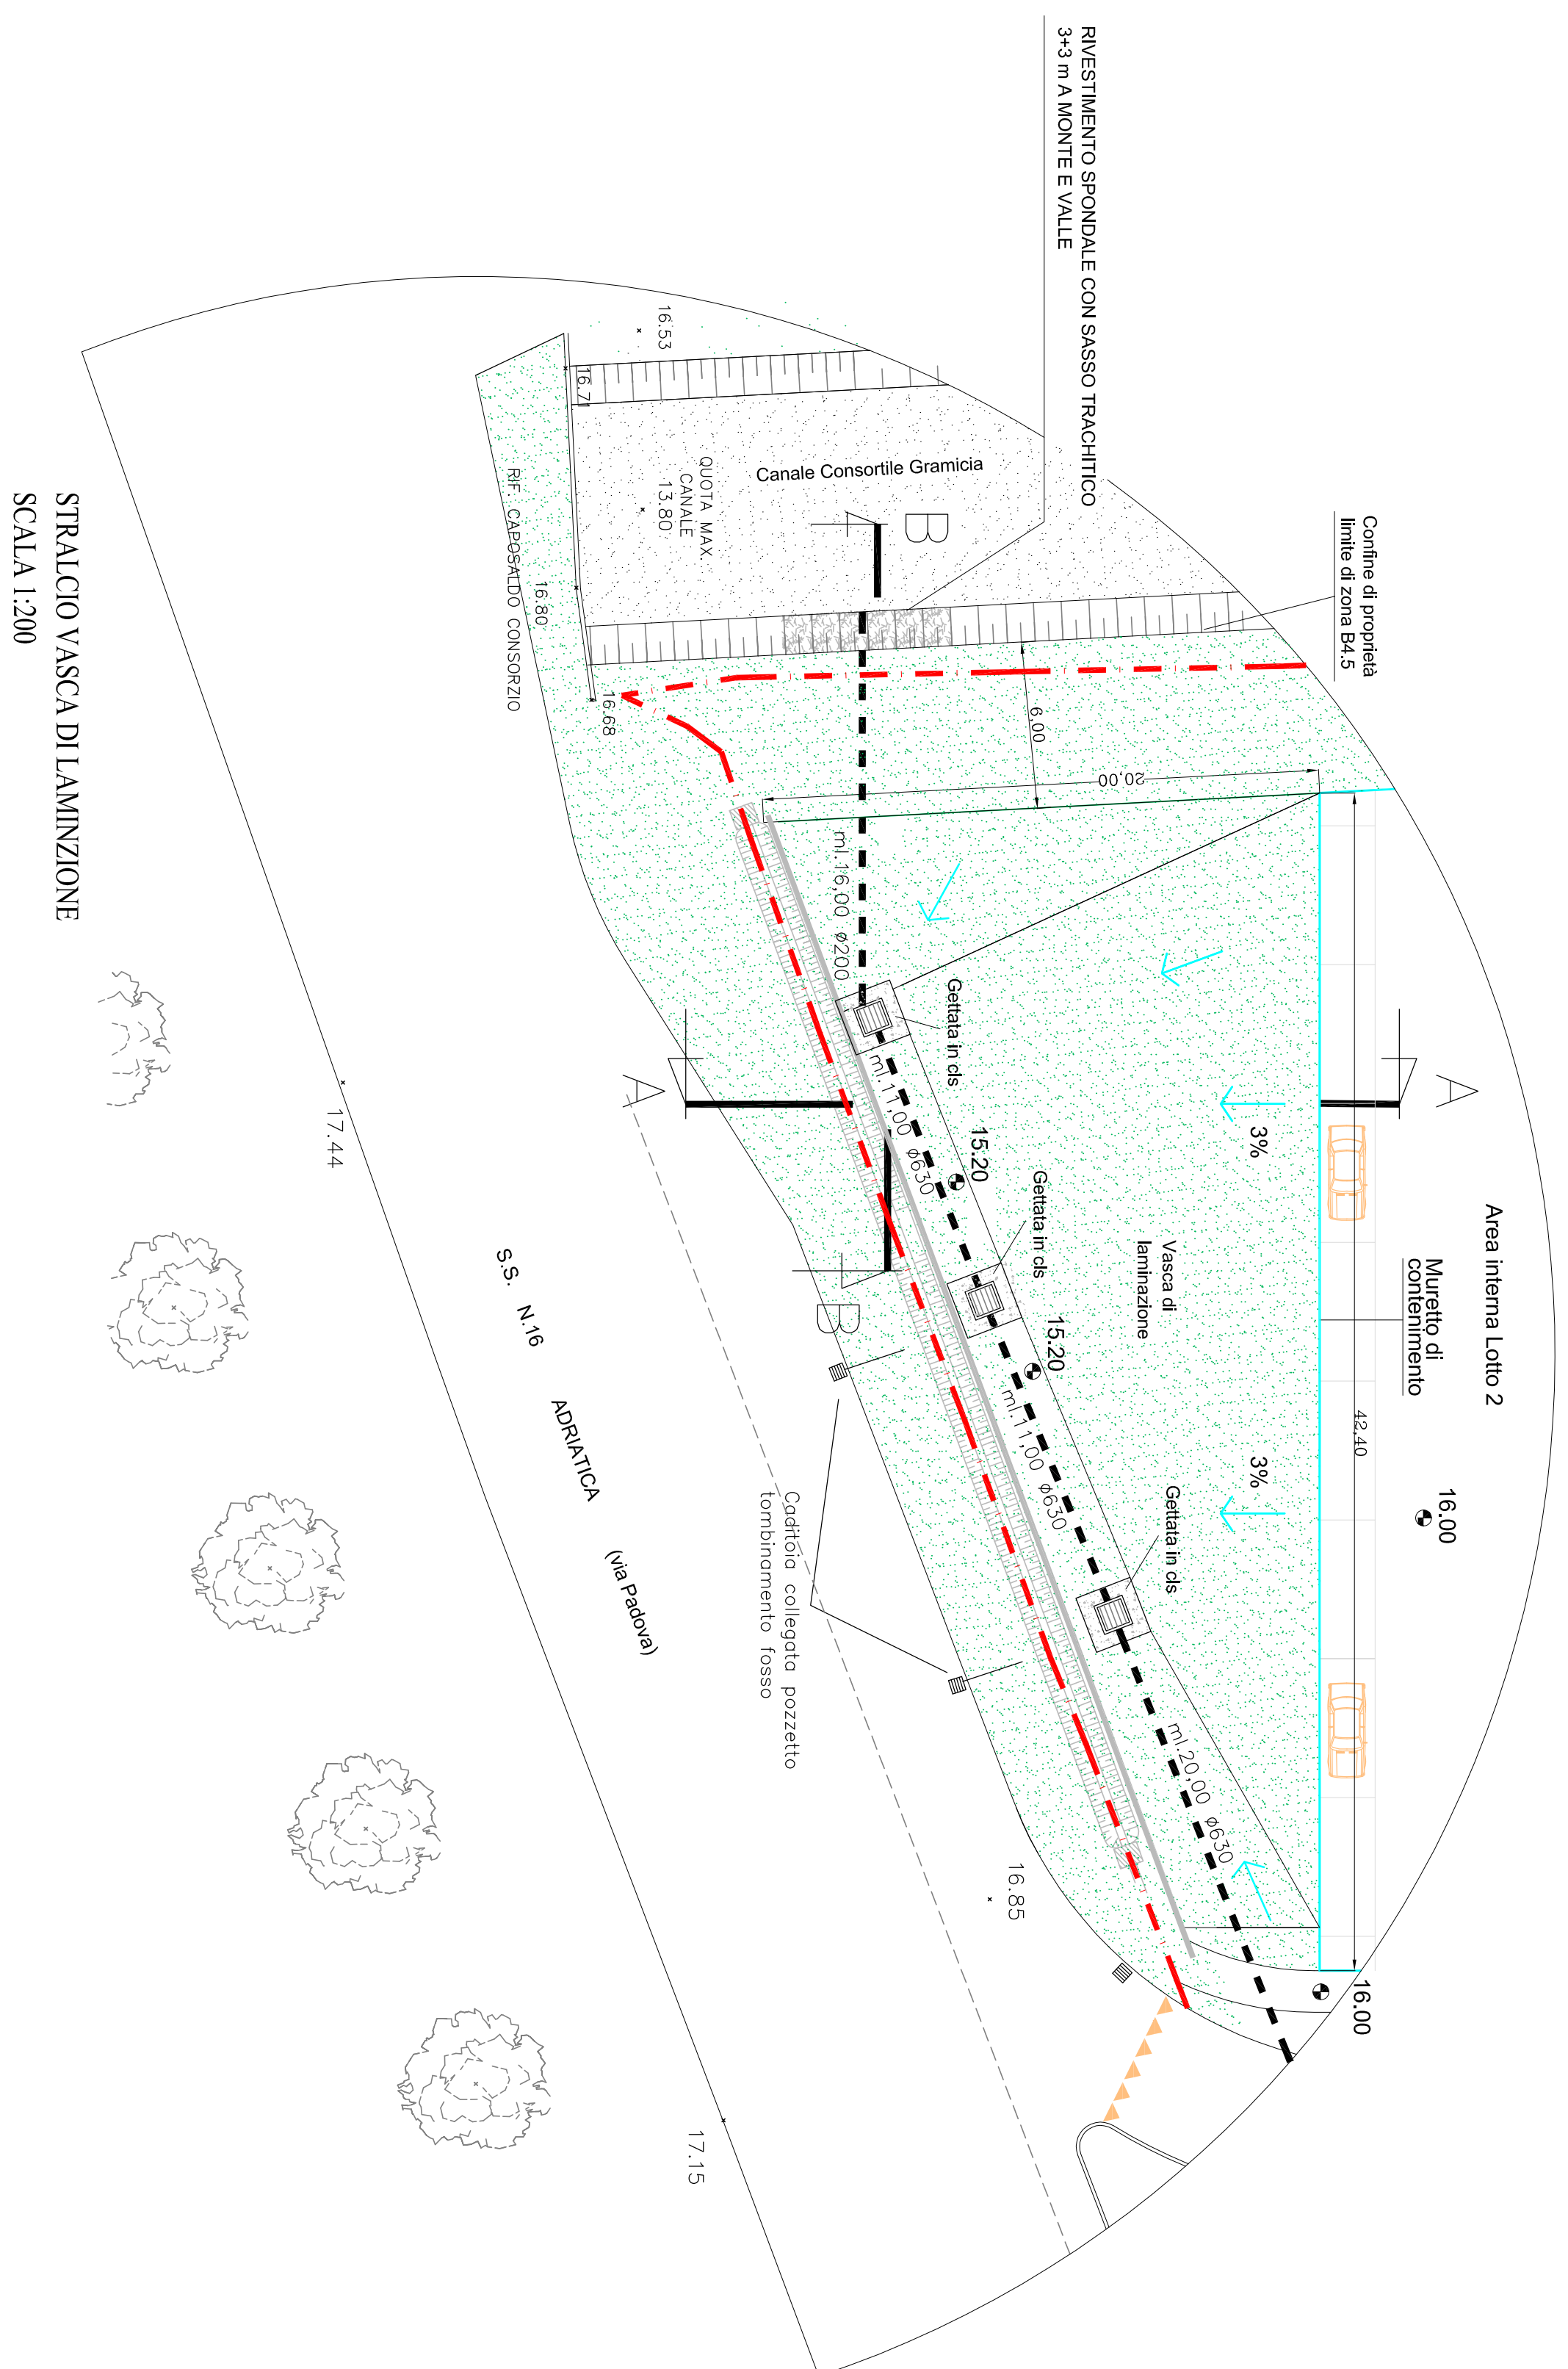 RIVESTIMENTO SPONDALE CON SASSO TRACHITICO
3+3 m A MONTE E VALLE
Confine di proprietà
limite di zona B4.5
Area interna Lotto 2
Muretto di
contenimento
16.00
42,40
16.00
A
3%
3%
Vasca di
laminazione
20,00
6,00
16.53
16.71
Canale Consortile Gramicia
QUOTA MAX.
CANALE
13.80
B
RIF. CAPOSALDO CONSORZIO
16.80
16.68
ml.16,00 Ø200
Gettata in cls
ml.11,00 Ø630
15.20
Gettata in cls
15.20
ml.11,00 Ø630
Gettata in cls
ml.20,00 Ø630
A
B
Caditoia collegata pozzetto
tombinamento fosso
16.85
S.S. N.16 ADRIATICA (via Padova)
17.44
17.15
STRALCIO VASCA DI LAMINZIONE
SCALA 1:200